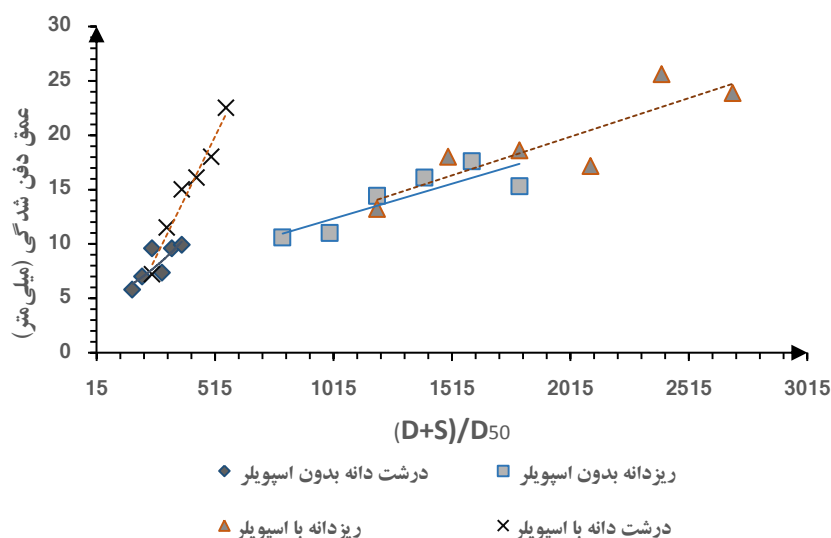 30
25
20
15
10
5
0
عمق دفن شدگی (میلی‌متر)
15 515 1015 1515 2015 2515 3015
(D+S)/D50
درشت دانه بدون اسپویلر ریزدانه بدون اسپویلر
ریزدانه با اسپویلر درشت دانه با اسپویلر